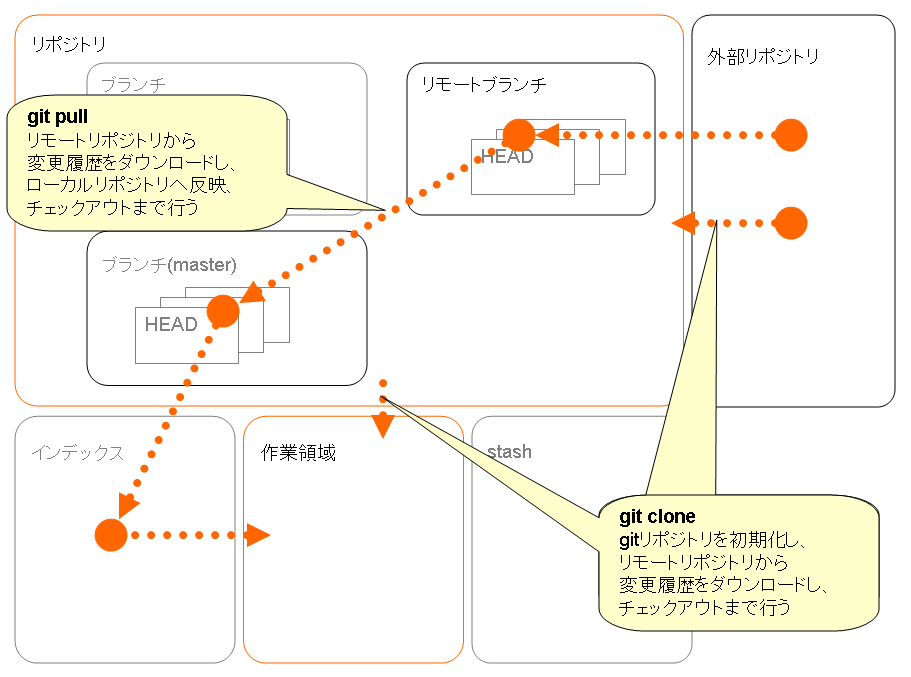 リポジトリ
外部リポジトリ
ブランチ
リモートブランチ
git pull
リモートリポジトリから
変更履歴をダウンロードし、
ローカルリポジトリへ反映、
チェックアウトまで行う
HEAD
ブランチ(master)
HEAD
インデックス
作業領域
stash
git clone
gitリポジトリを初期化し、
リモートリポジトリから
変更履歴をダウンロードし、
チェックアウトまで行う